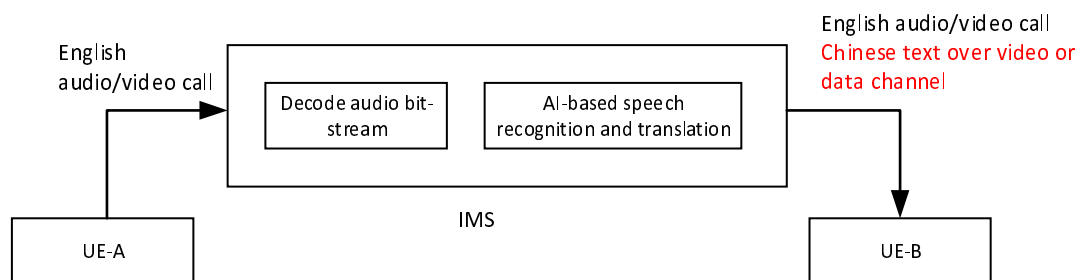 English
audio/video call
English audio/video call
Chinese text over video or
data channel
Decode audio bit-
stream
AI-based speech
recognition and translation
IMS
UE-A
UE-B